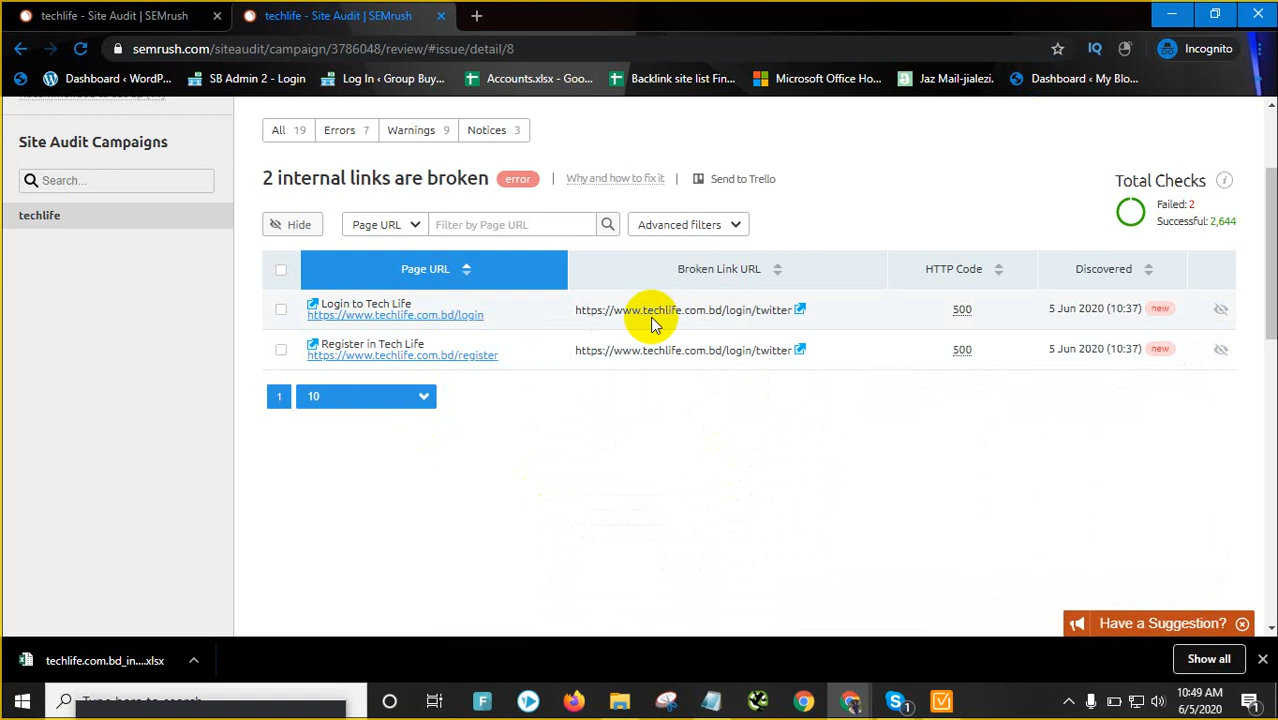 techlife - Site Audit | SEMrush
techlife - Site Audit | SEMrush
semrush.com/siteaudit/campaign/3786048/review/#issue/detail/8
Incognito
Dashboard ‹ WordP...
SB Admin 2 - Login
Log In ‹ Group Buy...
Accounts.xlsx - Goo...
Backlink site list Fin...
Microsoft Office Ho...
Jaz Mail-jialezi.
Dashboard ‹ My Blo...
Site Audit Campaigns
Search...
techlife
All 19
Errors 7
Warnings 9
Notices 3
2 internal links are broken error
Why and how to fix it
Send to Trello
Total Checks
Failed: 2
Successful: 2,644
Hide
Page URL
Filter by Page URL
Advanced filters
Page URL
Broken Link URL
HTTP Code
Discovered
Login to Tech Life
https://www.techlife.com.bd/login
https://www.techlife.com.bd/login/twitter
500
5 Jun 2020 (10:37) new
Register in Tech Life
https://www.techlife.com.bd/register
https://www.techlife.com.bd/login/twitter
500
5 Jun 2020 (10:37) new
1
10
Have a Suggestion?
techlife.com.bd_in....xlsx
Show all
Type here to search
10:49 AM
6/5/2020